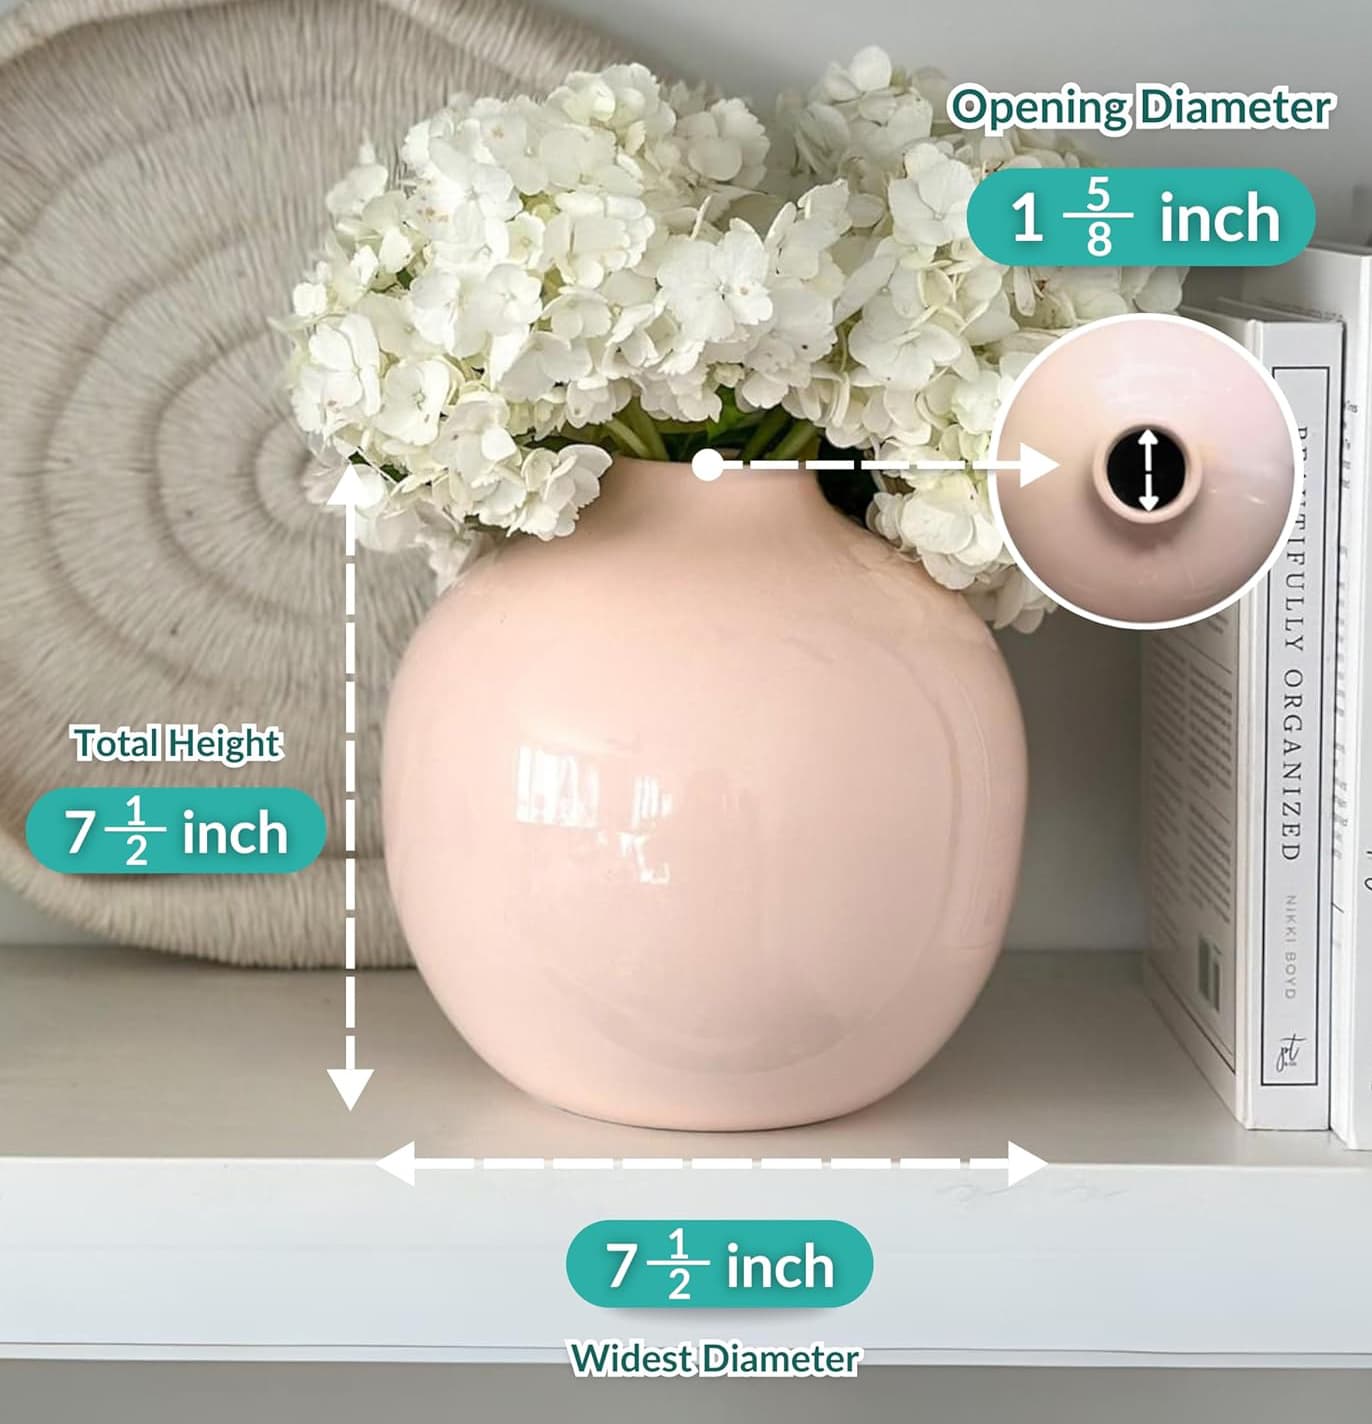 Opening Diameter
1 5/8 inch
Total Height
7 1/2 inch
BEAUTIFULLY ORGANIZED
NIKKI BOYD
7 1/2 inch
Widest Diameter